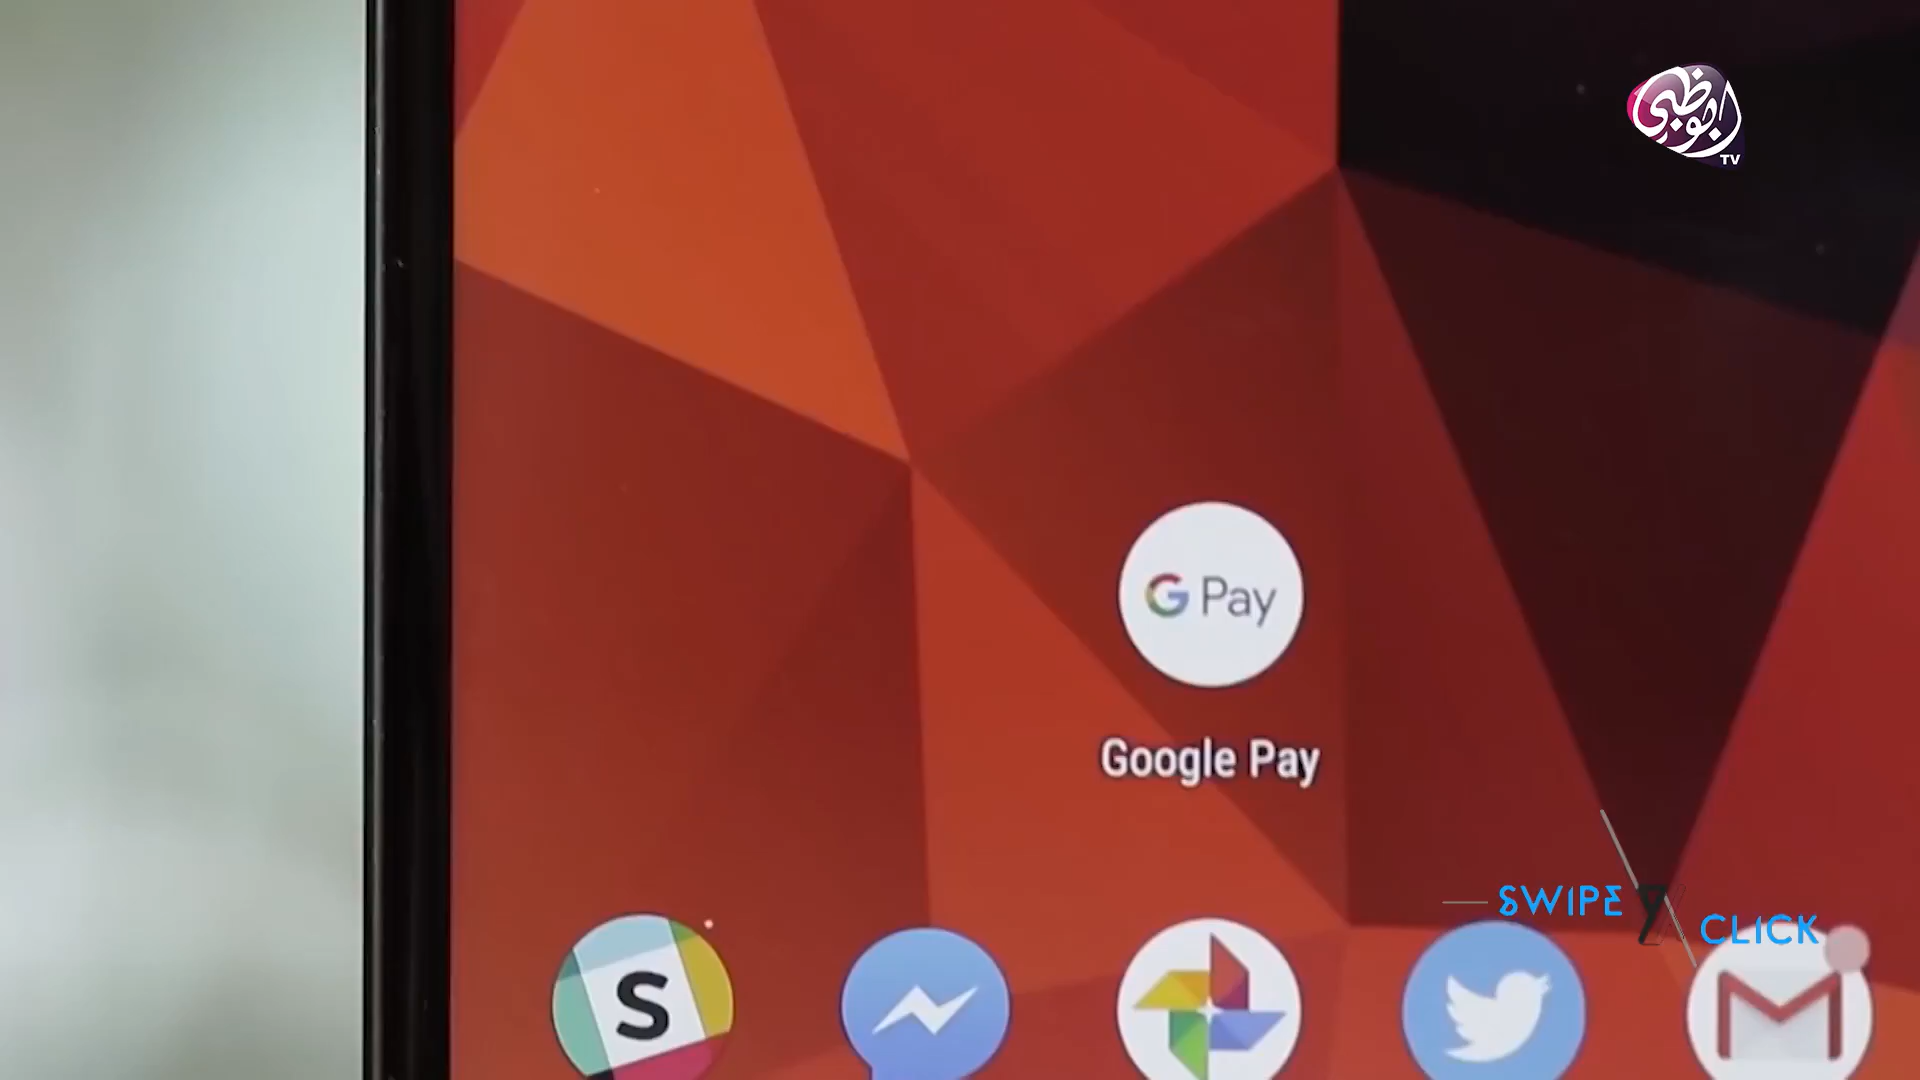 أبوظبي
TV
G Pay
Google Pay
SWIPE
CLICK
S